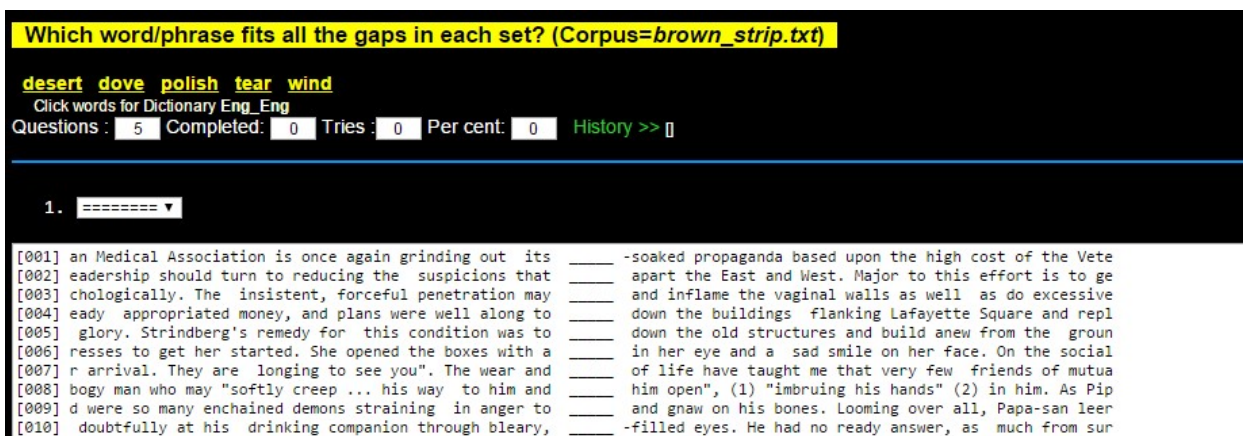 Which word/phrase fits all the gaps in each set? (Corpus=brown_strip.txt)
desert dove polish tear wind
Click words for Dictionary Eng_Eng
Questions : 5 Completed: 0 Tries : 0 Per cent: 0 History >> []
1. ======== ▼
[001] an Medical Association is once again grinding out its _____ -soaked propaganda based upon the high cost of the Vete
[002] eadership should turn to reducing the suspicions that _____ apart the East and West. Major to this effort is to ge
[003] chologically. The insistent, forceful penetration may _____ and inflame the vaginal walls as well as do excessive
[004] eady appropriated money, and plans were well along to _____ down the buildings flanking Lafayette Square and repl
[005] glory. Strindberg's remedy for this condition was to _____ down the old structures and build anew from the groun
[006] resses to get her started. She opened the boxes with a _____ in her eye and a sad smile on her face. On the social
[007] r arrival. They are longing to see you". The wear and _____ of life have taught me that very few friends of mutua
[008] bogy man who may "softly creep ... his way to him and _____ him open", (1) "imbruing his hands" (2) in him. As Pip
[009] d were so many enchained demons straining in anger to _____ and gnaw on his bones. Looming over all, Papa-san leer
[010] doubtfully at his drinking companion through bleary, _____ -filled eyes. He had no ready answer, as much from sur